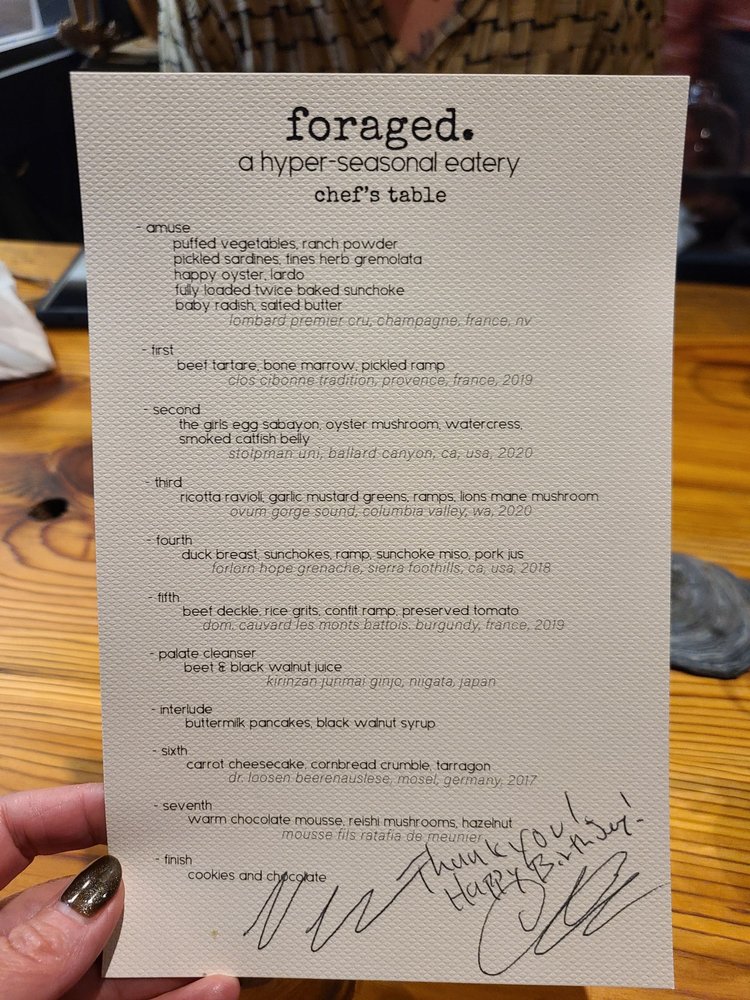 foraged.
a hyper-seasonal eatery
chef's table
- amuse
puffed vegetables, ranch powder
pickled sardines, fines herb gremolata
happy oyster, lardo
fully loaded twice baked sunchoke
baby radish, salted butter
lombard premier cru, champagne, france, nv
- first
beef tartare, bone marrow, pickled ramp
clos cibonne tradition, provence, france, 2019
- second
the girls egg sabayon, oyster mushroom, watercress,
smoked catfish belly
stolpman uni, ballard canyon, ca, usa, 2020
- third
ricotta ravioli, garlic mustard greens, ramps, lions mane mushroom
ovum gorge sound, columbia valley, wa, 2020
- fourth
duck breast, sunchokes, ramp, sunchoke miso, pork jus
forlorn hope grenache, sierra foothills, ca, usa, 2018
- fifth
beef deckle, rice grits, confit ramp, preserved tomato
dom. cauvard les monts battois. burgundy, france, 2019
- palate cleanser
beet & black walnut juice
kirinzan junmai ginjo, niigata, japan
- interlude
buttermilk pancakes, black walnut syrup
- sixth
carrot cheesecake, cornbread crumble, tarragon
dr. loosen beerenauslese, mosel, germany, 2017
- seventh
warm chocolate mousse, reishi mushrooms, hazelnut
mousse fils ratafia de meunier
- finish
cookies and chocolate
Thank you!
Happy Birthday!